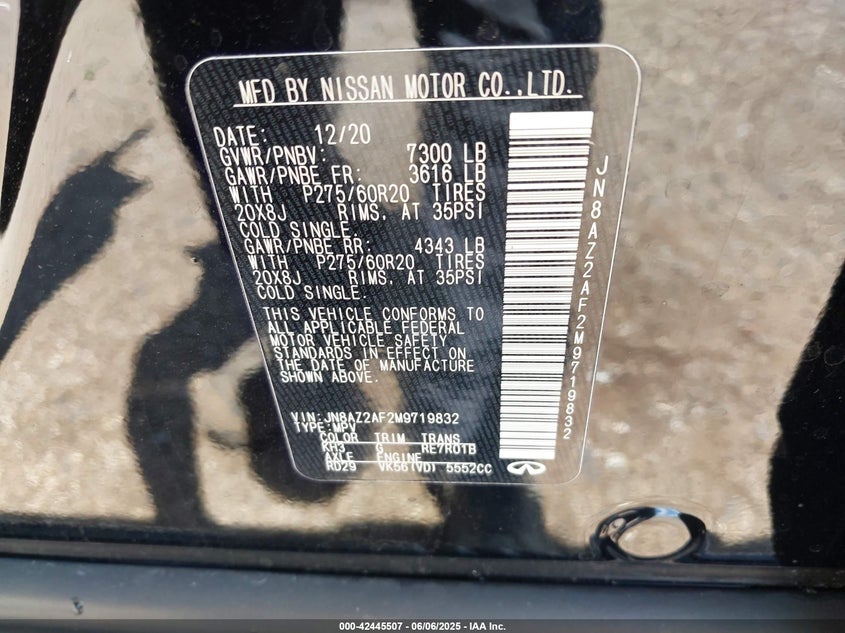 MFD BY NISSAN MOTOR CO.,LTD.
DATE: 12/20
GVWR/PNBV: 7300 LB
GAWR/PNBE FR: 3616 LB
WITH P275/60R20 TIRES
20X8J RIMS, AT 35PSI
COLD SINGLE.
GAWR/PNBE RR: 4343 LB
WITH P275/60R20 TIRES
20X8J RIMS, AT 35PSI
COLD SINGLE.
THIS VEHICLE CONFORMS TO
ALL APPLICABLE FEDERAL
MOTOR VEHICLE SAFETY
STANDARDS IN EFFECT ON
THE DATE OF MANUFACTURE
SHOWN ABOVE.
VIN:JN8AZ2AF2M9719832
TYPE:MPV
COLOR TRIM TRANS
KH3 G RE7R01B
AXLE ENGINE
RD29 VK56(VD) 5552CC
JN8AZ2AF2M9719832
000-42445507 - 06/06/2025 - IAA Inc.